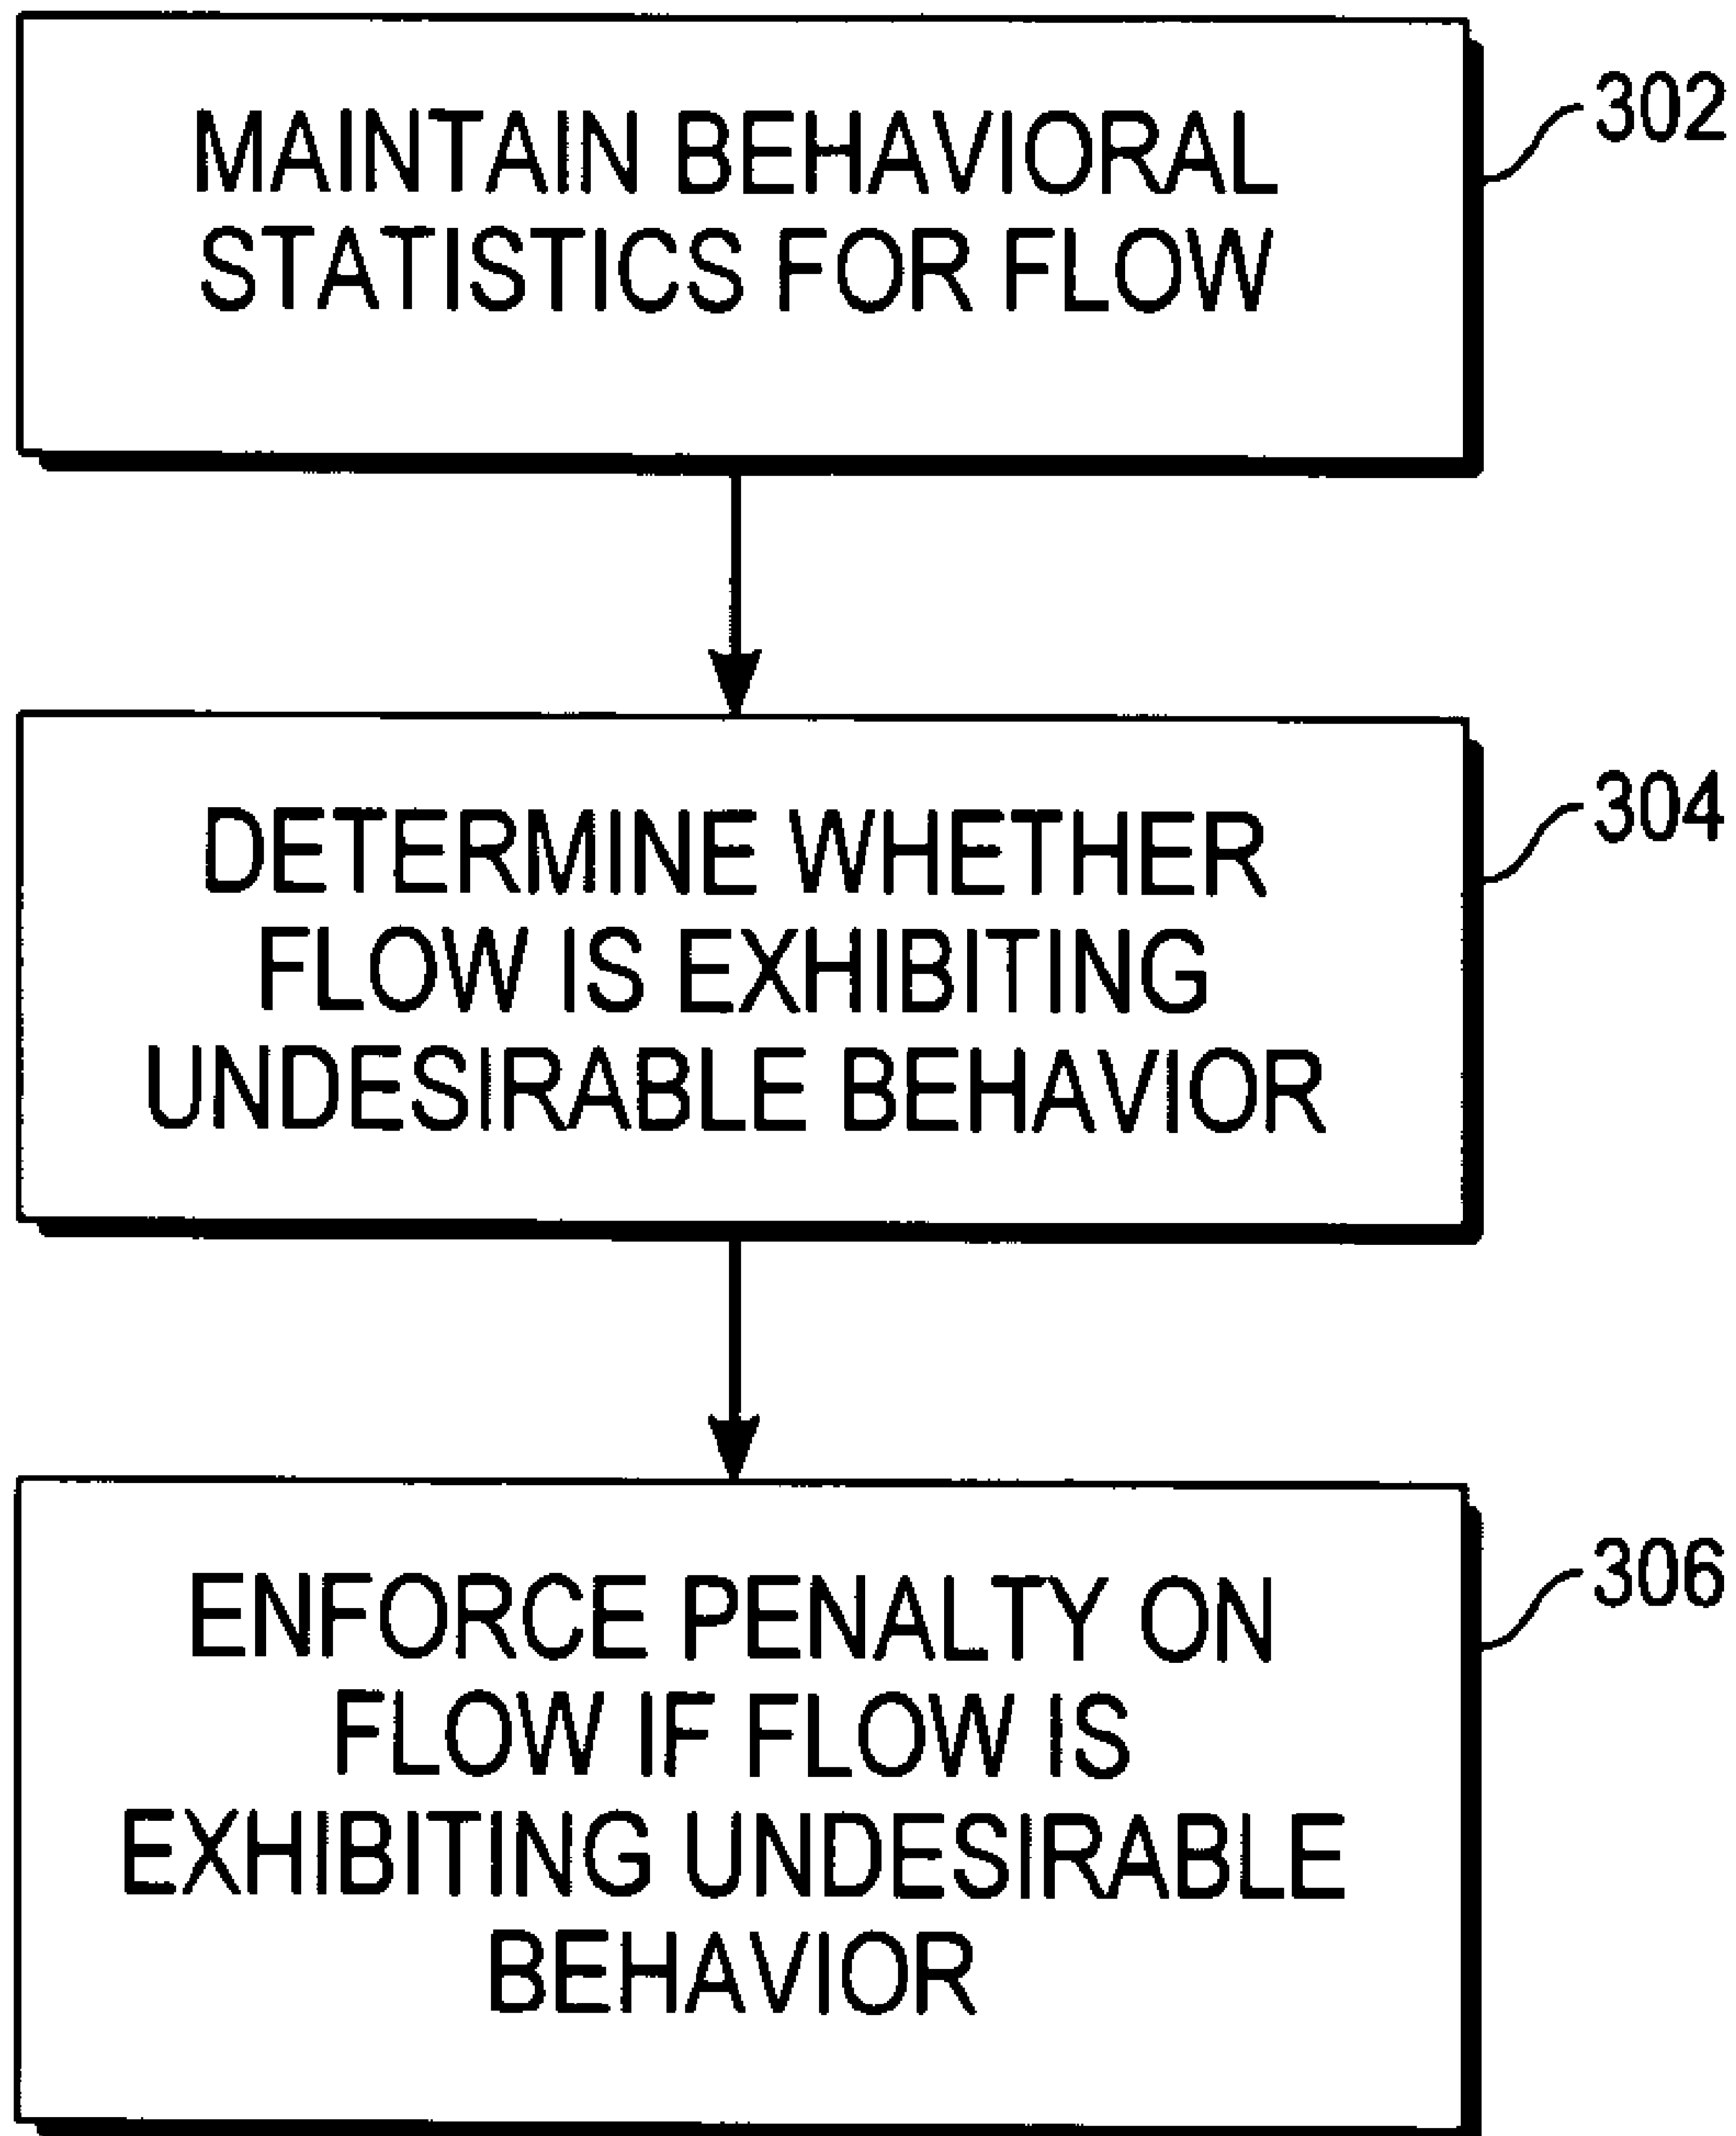 302
MAINTAIN BEHAVIORAL
STATISTICS FOR FLOW
304
DETERMINE WHETHER
FLOW IS EXHIBITING
UNDESIRABLE BEHAVIOR
306
ENFORCE PENALTY ON
FLOW IF FLOW IS
EXHIBITING UNDESIRABLE
BEHAVIOR